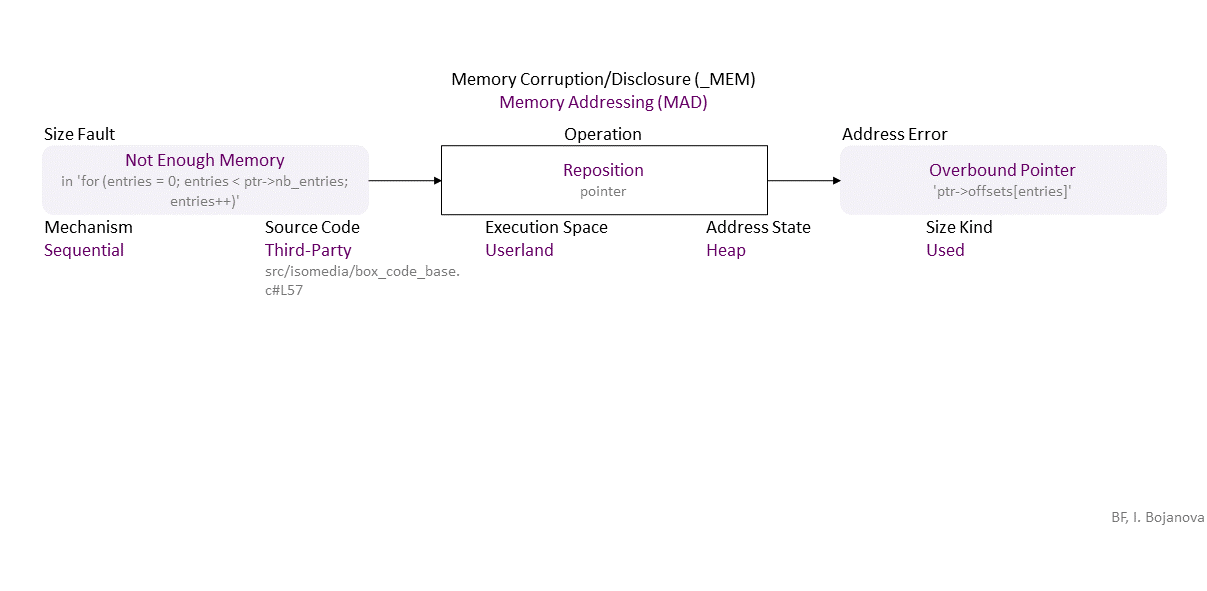 Memory Corruption/Disclosure (_MEM)
Memory Addressing (MAD)
Size Fault
Operation
Address Error
Not Enough Memory
in 'for (entries = 0; entries < ptr->nb_entries;
entries++)'
Reposition
pointer
Overbound Pointer
'ptr->offsets[entries]'
Mechanism
Sequential
Source Code
Third-Party
src/isomedia/box_code_base.
c#L57
Execution Space
Userland
Address State
Heap
Size Kind
Used
BF, I. Bojanova